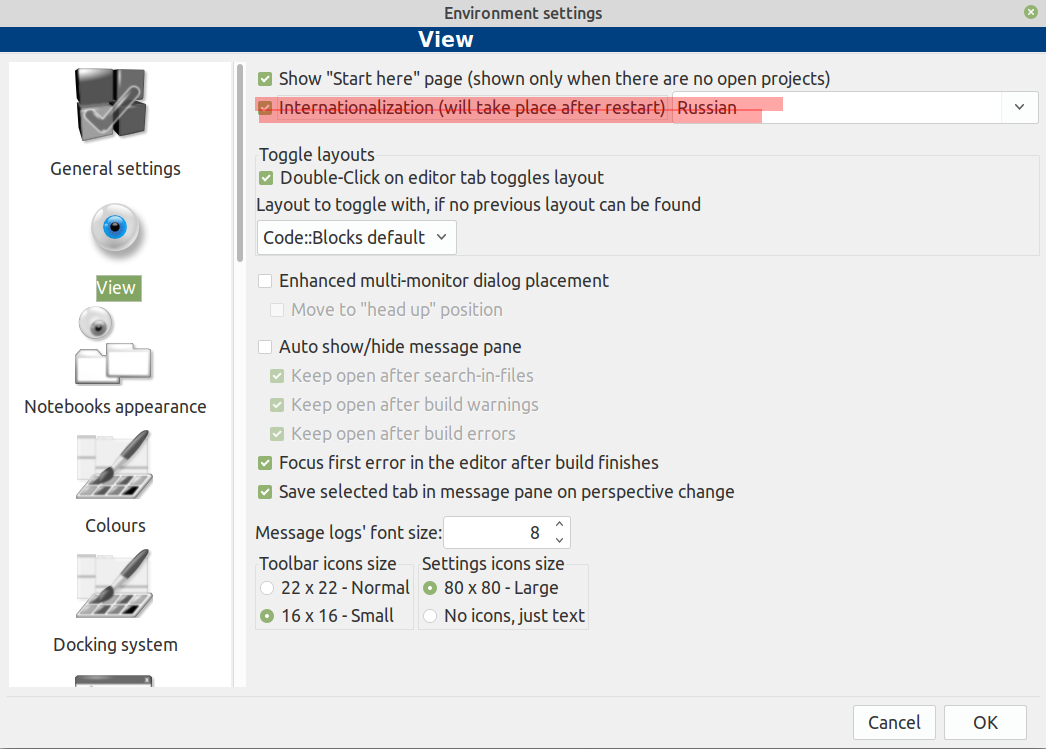 Environment settings
View
General settings
View
Notebooks appearance
Colours
Docking system
Show "Start here" page (shown only when there are no open projects)
Internationalization (will take place after restart) Russian
Toggle layouts
Double-Click on editor tab toggles layout
Layout to toggle with, if no previous layout can be found
Code::Blocks default
Enhanced multi-monitor dialog placement
Move to "head up" position
Auto show/hide message pane
Keep open after search-in-files
Keep open after build warnings
Keep open after build errors
Focus first error in the editor after build finishes
Save selected tab in message pane on perspective change
Message logs' font size: 8
Toolbar icons size
22 x 22 - Normal
16 x 16 - Small
Settings icons size
80 x 80 - Large
No icons, just text
Cancel OK